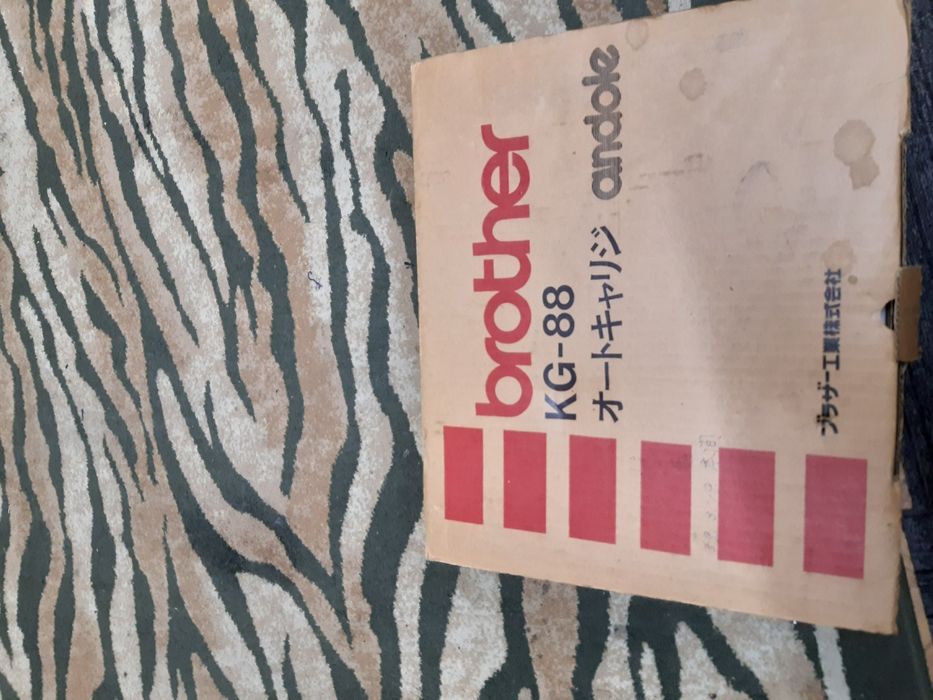 brother
KG-88
オートキャリジ andole
ブラザー工業株式会社